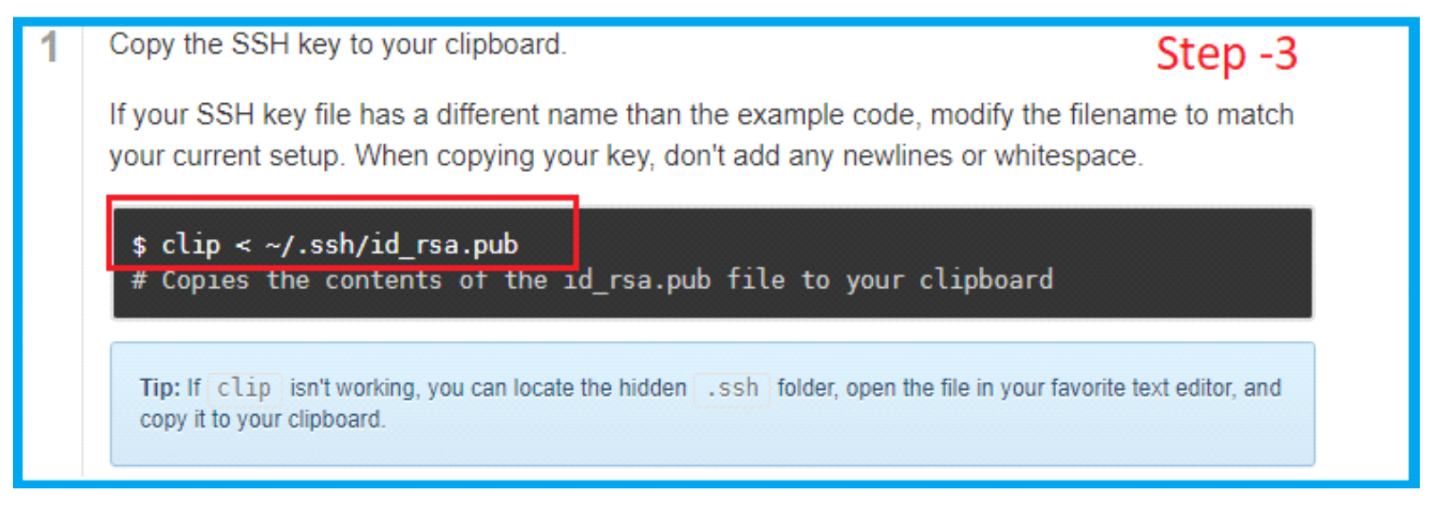 1 Copy the SSH key to your clipboard.
Step -3
If your SSH key file has a different name than the example code, modify the filename to match
your current setup. When copying your key, don't add any newlines or whitespace.
$ clip < ~/.ssh/id_rsa.pub
# Copies the contents of the id_rsa.pub file to your clipboard
Tip: If clip isn't working, you can locate the hidden .ssh folder, open the file in your favorite text editor, and
copy it to your clipboard.